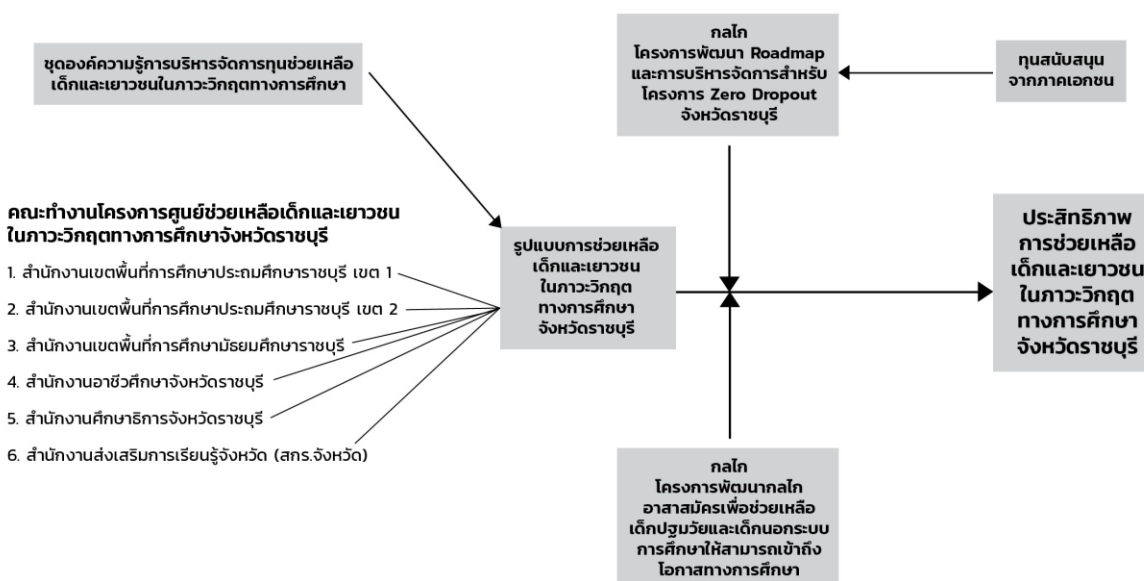 ชุดองค์ความรู้การบริหารจัดการทุนช่วยเหลือ
เด็กและเยาวชนในภาวะวิกฤตทางการศึกษา
กลไก
โครงการพัฒนา Roadmap
และการบริหารจัดการสำหรับ
โครงการ Zero Dropout
จังหวัดราชบุรี
ทุนสนับสนุน
จากภาคเอกชน
คณะทำงานโครงการศูนย์ช่วยเหลือเด็กและเยาวชน
ในภาวะวิกฤตทางการศึกษาจังหวัดราชบุรี
1. สำนักงานเขตพื้นที่การศึกษาประถมศึกษาราชบุรี เขต 1
2. สำนักงานเขตพื้นที่การศึกษาประถมศึกษาราชบุรี เขต 2
3. สำนักงานเขตพื้นที่การศึกษามัธยมศึกษาราชบุรี
4. สำนักงานอาชีวศึกษาจังหวัดราชบุรี
5. สำนักงานศึกษาธิการจังหวัดราชบุรี
6. สำนักงานส่งเสริมการเรียนรู้จังหวัด (สกร.จังหวัด)
รูปแบบการช่วยเหลือ
เด็กและเยาวชน
ในภาวะวิกฤต
ทางการศึกษา
จังหวัดราชบุรี
ประสิทธิภาพ
การช่วยเหลือ
เด็กและเยาวชน
ในภาวะวิกฤต
ทางการศึกษา
จังหวัดราชบุรี
กลไก
โครงการพัฒนากลไก
อาสาสมัครเพื่อช่วยเหลือ
เด็กปฐมวัยและเด็กนอกระบบ
การศึกษาให้สามารถเข้าถึง
โอกาสทางการศึกษา